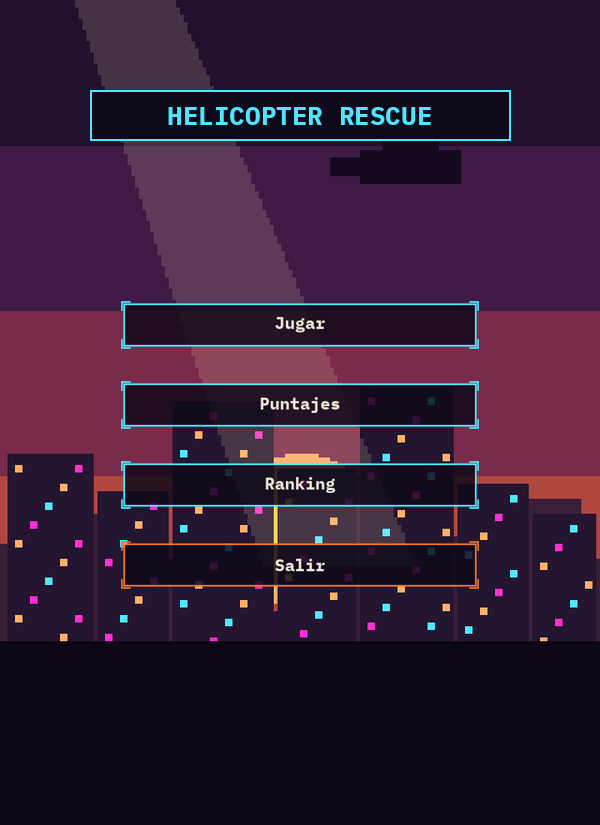 HELICOPTER RESCUE
Jugar
Puntajes
Ranking
Salir